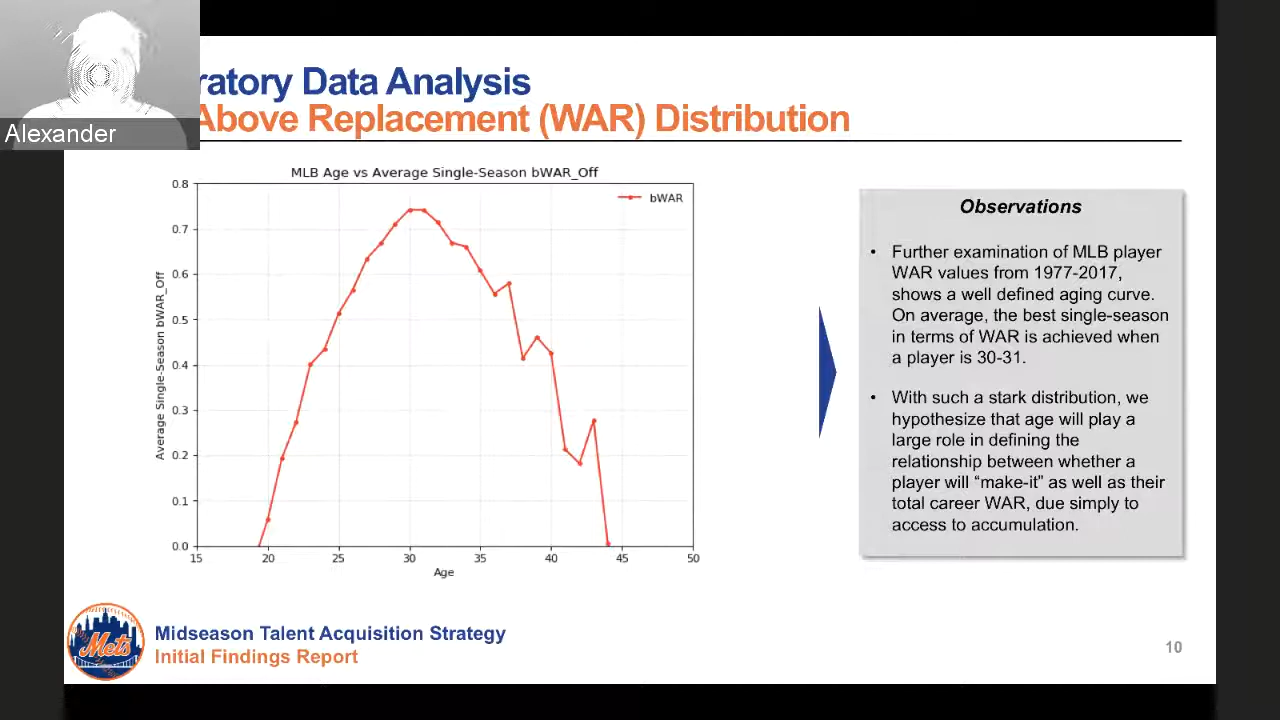 Alexander
ratory Data Analysis
Above Replacement (WAR) Distribution
MLB Age vs Average Single-Season bWAR_Off
bWAR
Average Single-Season bWAR_Off
0.8
0.7
0.6
0.5
0.4
0.3
0.2
0.1
0.0
15 20 25 30 35 40 45 50
Age
Observations
• Further examination of MLB player
WAR values from 1977-2017,
shows a well defined aging curve.
On average, the best single-season
in terms of WAR is achieved when
a player is 30-31.
• With such a stark distribution, we
hypothesize that age will play a
large role in defining the
relationship between whether a
player will “make-it” as well as their
total career WAR, due simply to
access to accumulation.
Mets
Midseason Talent Acquisition Strategy
Initial Findings Report
10